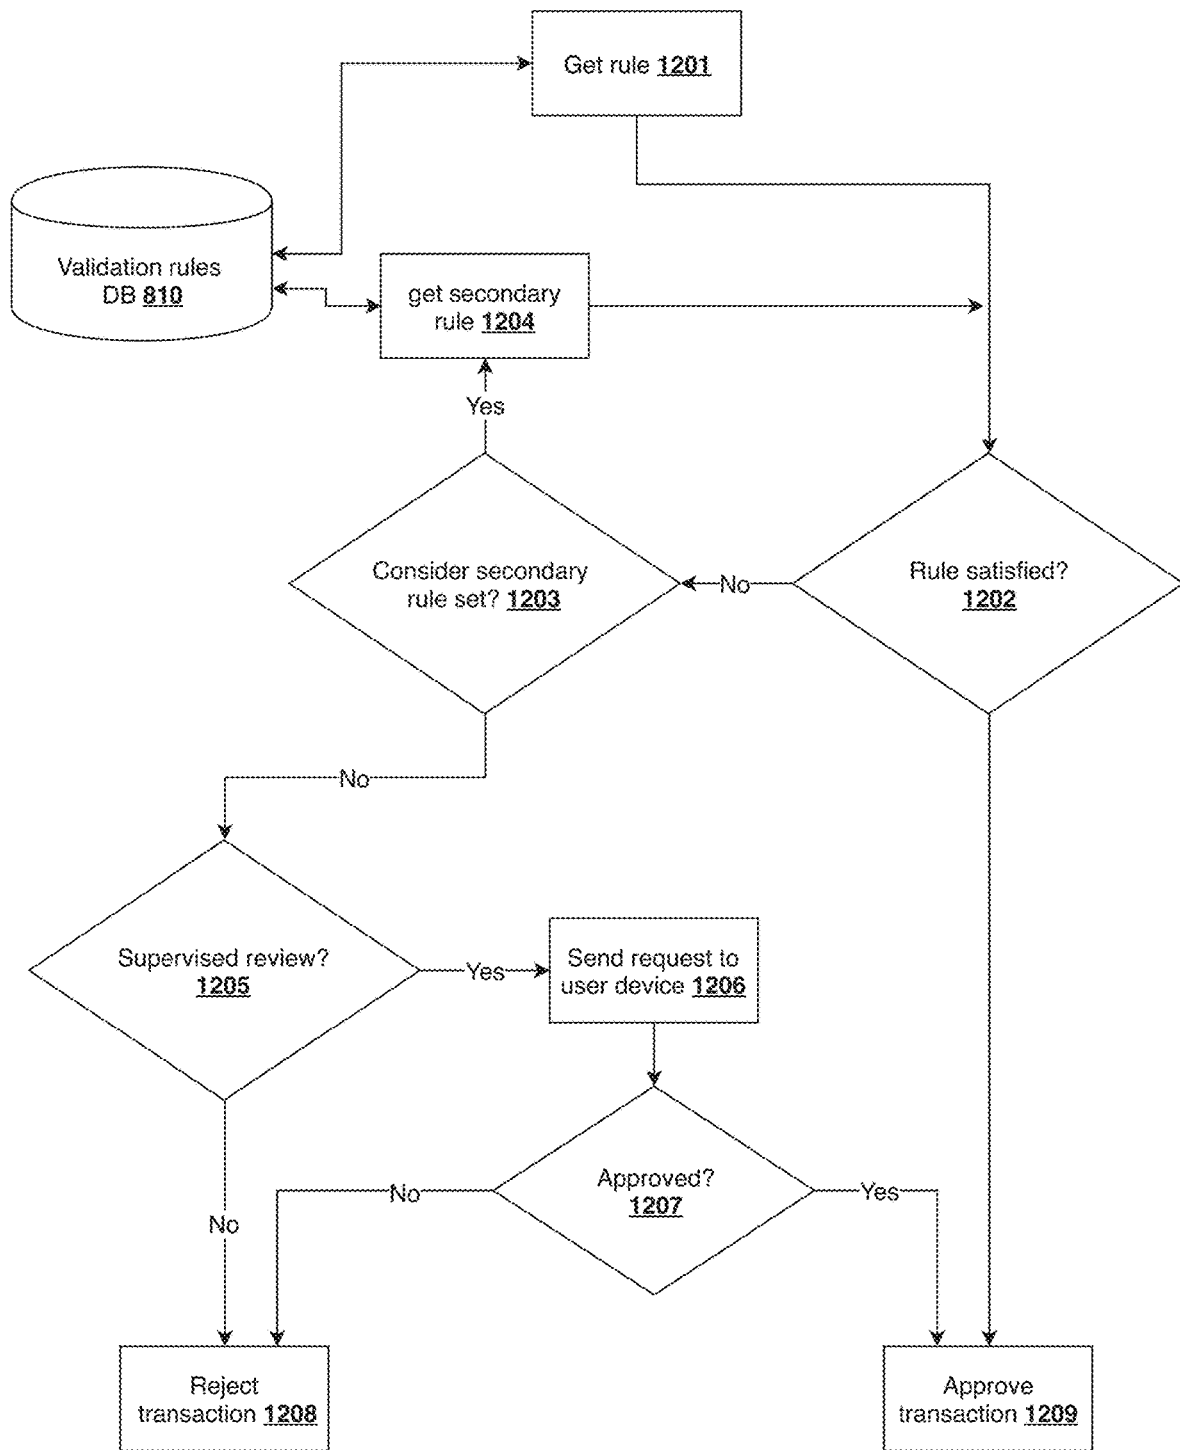 Get rule 1201
Validation rules
DB 810
get secondary
rule 1204
Yes
Consider secondary
rule set? 1203
No
Rule satisfied?
1202
No
Supervised review?
1205
Yes
Send request to
user device 1206
Approved?
1207
No
Yes
No
Reject
transaction 1208
Approve
transaction 1209